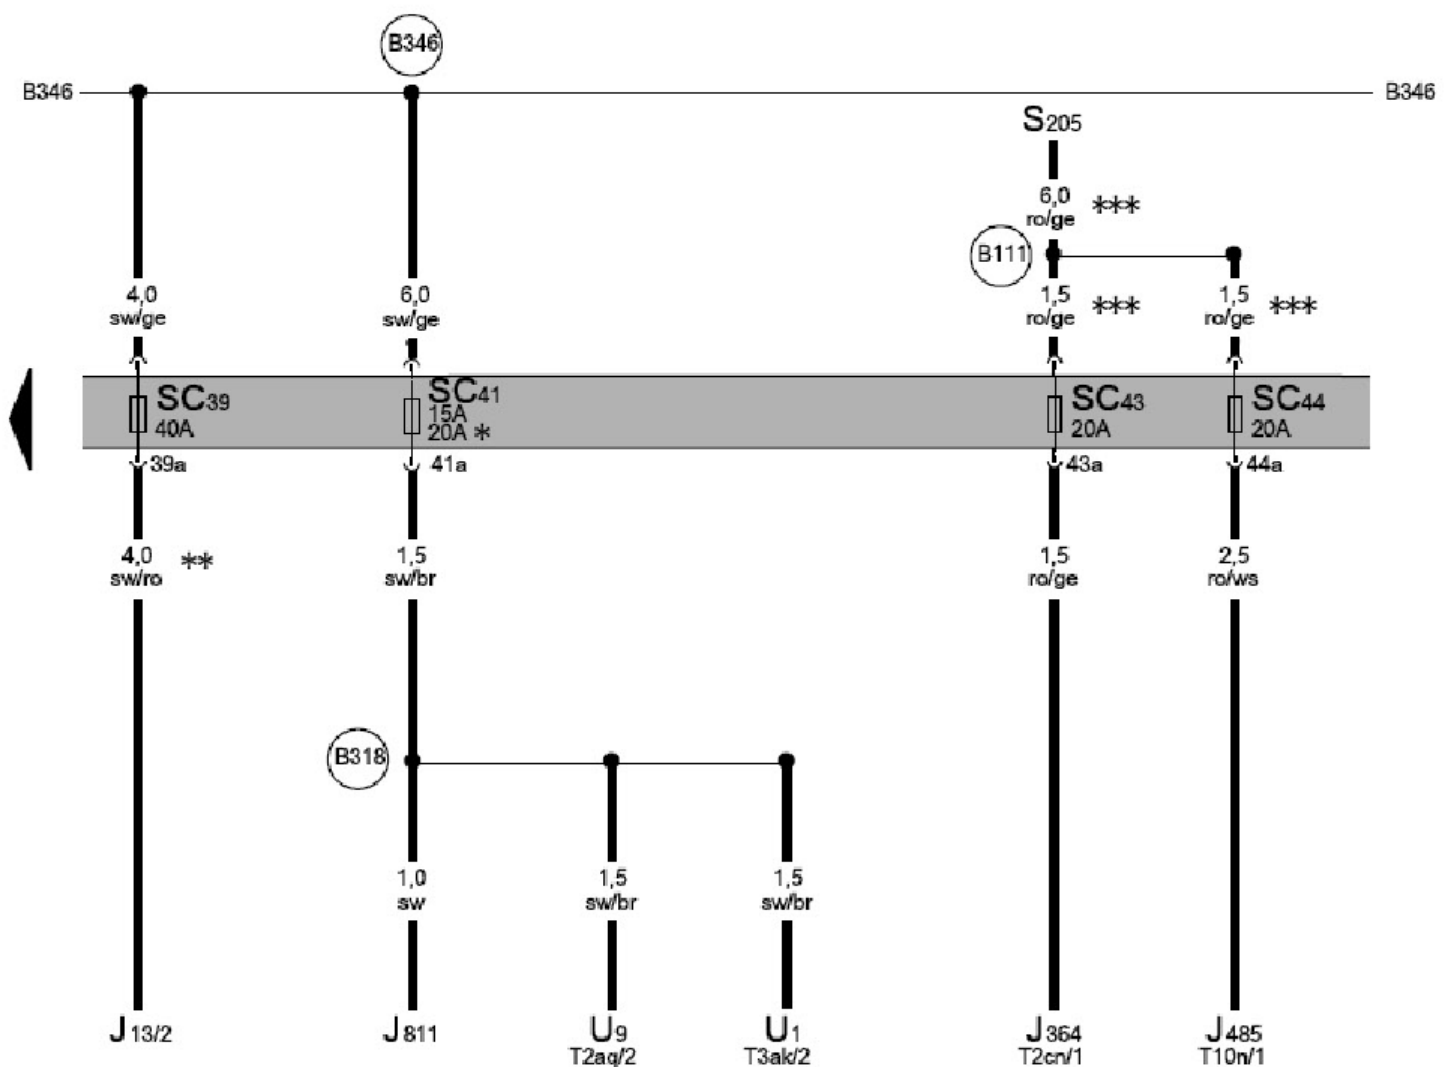 B346
B346 B346
S205
6,0
ro/ge ***
B111
4,0 6,0 1,5 1,5
sw/ge sw/ge ro/ge *** ro/ge ***
SC39 SC41 SC43 SC44
40A 15A 20A 20A
20A *
39a 41a 43a 44a
4,0 ** 1,5 1,5 2,5
sw/ro sw/br ro/ge ro/ws
B318
1,0 1,5 1,5
sw sw/br sw/br
J13/2 J811 U9 U1 J364 J485
T2aq/2 T3ak/2 T2cn/1 T10n/1